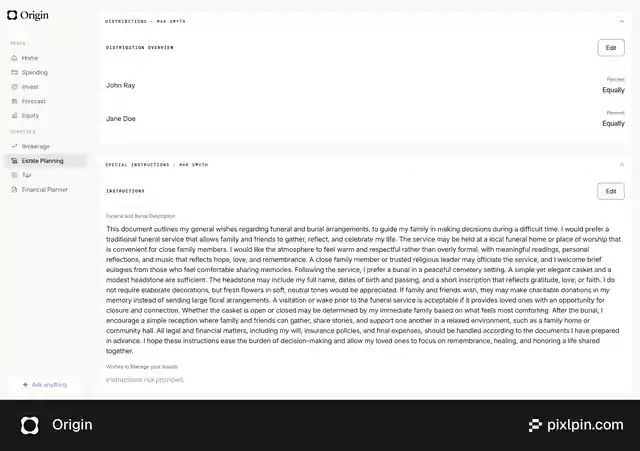 Origin
DISTRIBUTIONS - MAX SMYTH
DISTRIBUTION OVERVIEW
Edit
John Ray
Percent
Equally
Jane Doe
Percent
Equally
Home
Spending
Invest
Forecast
Equity
Brokerage
Estate Planning
Tax
Financial Planner
Ask anything
SPECIAL INSTRUCTIONS - MAX SMYTH
INSTRUCTIONS
Edit
Funeral and Burial Description
This document outlines my general wishes regarding funeral and burial arrangements, to guide my family in making decisions during a difficult time. I would prefer a
traditional funeral service that allows family and friends to gather, reflect, and celebrate my life. The service may be held at a local funeral home or place of worship that
is convenient for close family members. I would like the atmosphere to feel warm and respectful rather than overly formal, with meaningful readings, personal
reflections, and music that reflects hope, love, and remembrance. A close family member or trusted religious leader may officiate the service, and I welcome brief
eulogies from those who feel comfortable sharing memories. Following the service, I prefer a burial in a peaceful cemetery setting. A simple yet elegant casket and a
modest headstone are sufficient. The headstone may include my full name, dates of birth and passing, and a short inscription that reflects gratitude, love, or faith. I do
not require elaborate decorations, but fresh flowers in soft, neutral tones would be appreciated. If family and friends wish, they may make charitable donations in my
memory instead of sending large floral arrangements. A visitation or wake prior to the funeral service is acceptable if it provides loved ones with an opportunity for
closure and connection. Whether the casket is open or closed may be determined by my immediate family based on what feels most comforting. After the burial, I
encourage a simple reception where family and friends can gather, share stories, and support one another in a relaxed environment, such as a family home or
community hall. All legal and financial matters, including my will, insurance policies, and final expenses, should be handled according to the documents I have prepared
in advance. I hope these instructions ease the burden of decision-making and allow my loved ones to focus on remembrance, healing, and honoring a life shared
together.
Wishes to Manage your Assets
Instructions not provided.
Origin
pixlpin.com